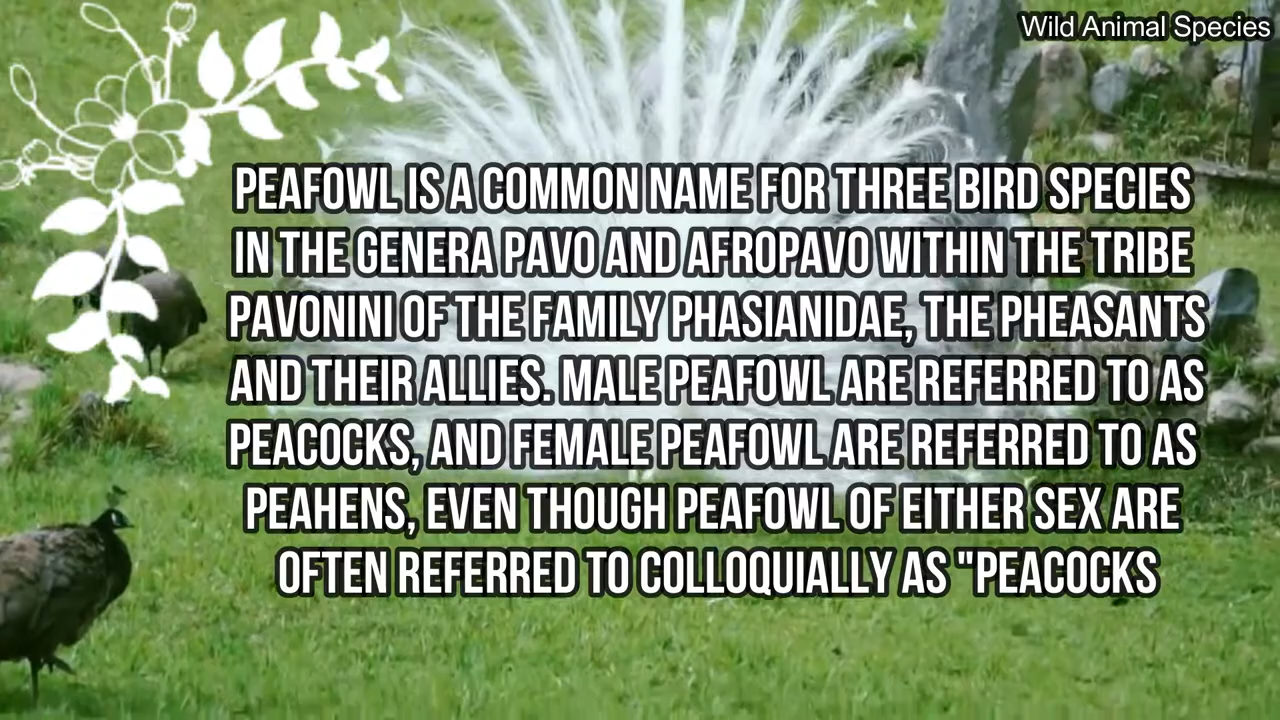 Wild Animal Species
PEAFOWL IS A COMMON NAME FOR THREE BIRD SPECIES
IN THE GENERA PAVO AND AFROPAVO WITHIN THE TRIBE
PAVONINI OF THE FAMILY PHASIANIDAE, THE PHEASANTS
AND THEIR ALLIES. MALE PEAFOWL ARE REFERRED TO AS
PEACOCKS, AND FEMALE PEAFOWL ARE REFERRED TO AS
PEAHENS, EVEN THOUGH PEAFOWL OF EITHER SEX ARE
OFTEN REFERRED TO COLLOQUIALLY AS "PEACOCKS